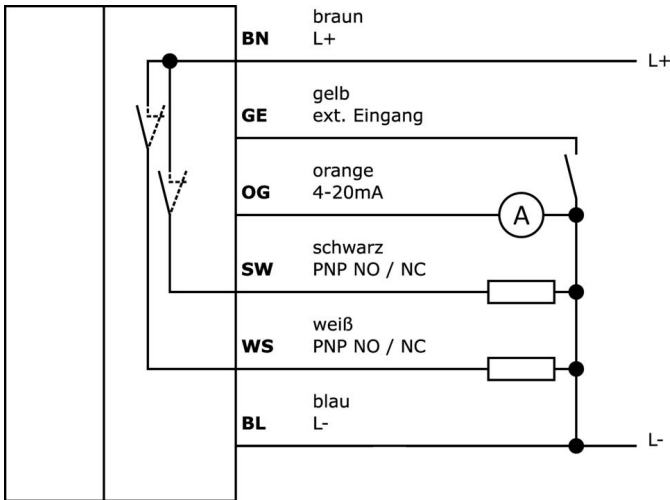 braun
BN L+
L+
gelb
GE ext. Eingang
orange
OG 4-20mA
A
schwarz
SW PNP NO / NC
weiß
WS PNP NO / NC
blau
BL L-
L-